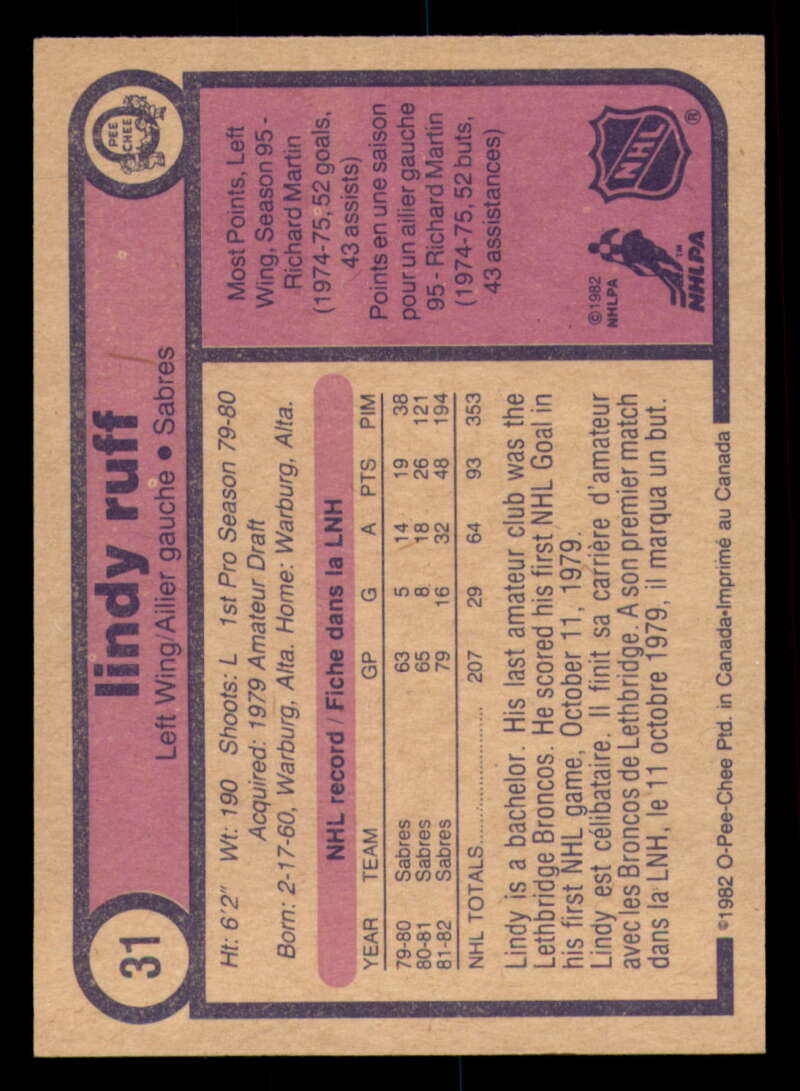 31
lindy ruff
Left Wing/Ailier gauche • Sabres
PEE
CHEE
Ht: 6'2" Wt: 190 Shoots: L 1st Pro Season 79-80
Acquired: 1979 Amateur Draft
Born: 2-17-60, Warburg, Alta. Home: Warburg, Alta.
NHL record / Fiche dans la LNH
YEAR TEAM GP G A PTS PIM
79-80 Sabres 63 5 14 19 38
80-81 Sabres 65 8 18 26 121
81-82 Sabres 79 16 32 48 194
NHL TOTALS................... 207 29 64 93 353
Lindy is a bachelor. His last amateur club was the
Lethbridge Broncos. He scored his first NHL Goal in
his first NHL game, October 11, 1979.
Lindy est célibataire. Il finit sa carrière d'amateur
avec les Broncos de Lethbridge. A son premier match
dans la LNH, le 11 octobre 1979, il marqua un but.
Most Points, Left
Wing, Season 95 -
Richard Martin
(1974-75, 52 goals,
43 assists)
Points en une saison
pour un ailier gauche
95 - Richard Martin
(1974-75, 52 buts,
43 assistances)
©1982
NHLPA
NHLPA™
NHL®
©1982 O-Pee-Chee Ptd. in Canada•Imprimé au Canada